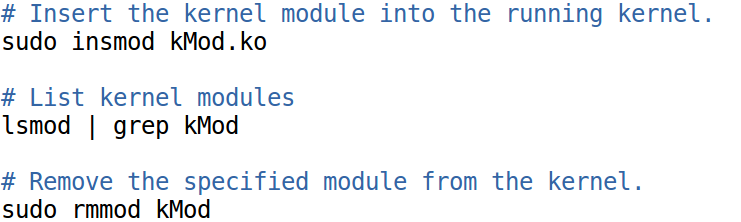 # Insert the kernel module into the running kernel.
sudo insmod kMod.ko
# List kernel modules
lsmod | grep kMod
# Remove the specified module from the kernel.
sudo rmmod kMod